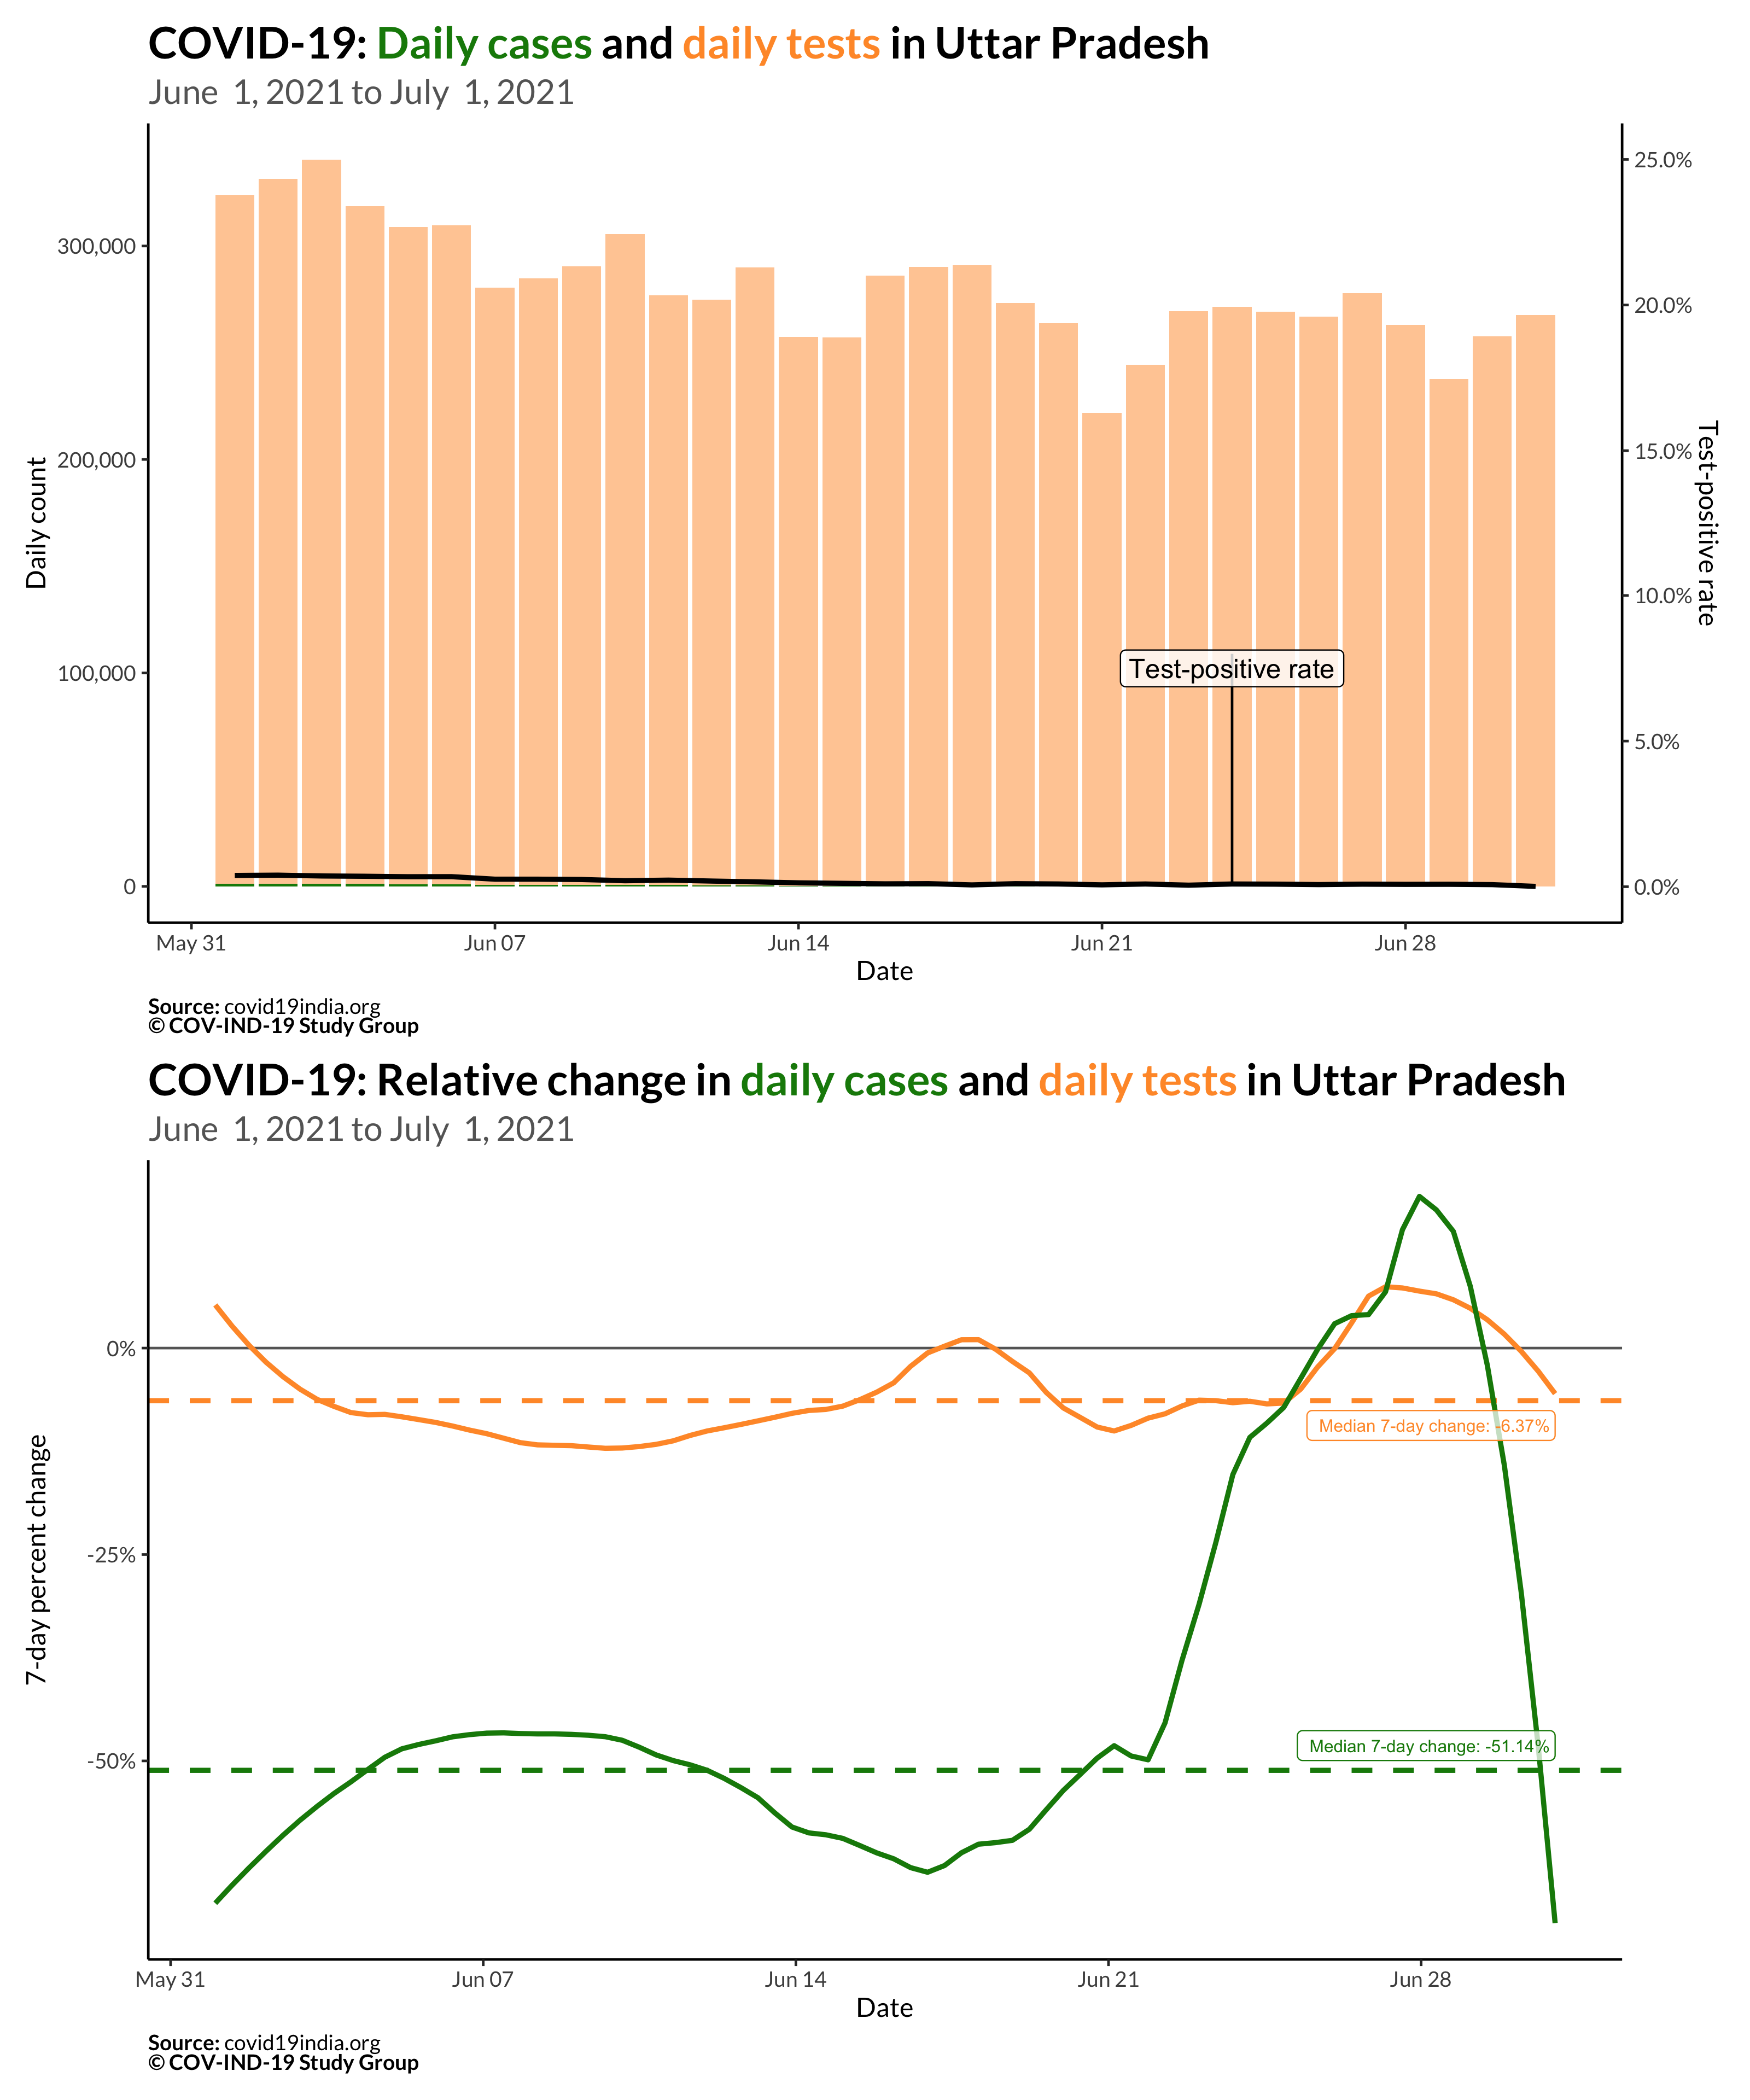 COVID-19: Daily cases and daily tests in Uttar Pradesh
June 1, 2021 to July 1, 2021
25.0%
300,000
20.0%
200,000
15.0%
Daily count
Test-positive rate
10.0%
100,000
Test-positive rate
5.0%
0
0.0%
May 31
Jun 07
Jun 14
Jun 21
Jun 28
Date
Source: covid19india.org
© COV-IND-19 Study Group
COVID-19: Relative change in daily cases and daily tests in Uttar Pradesh
June 1, 2021 to July 1, 2021
0%
Median 7-day change: -6.37%
7-day percent change
-25%
Median 7-day change: -51.14%
-50%
May 31
Jun 07
Jun 14
Jun 21
Jun 28
Date
Source: covid19india.org
© COV-IND-19 Study Group